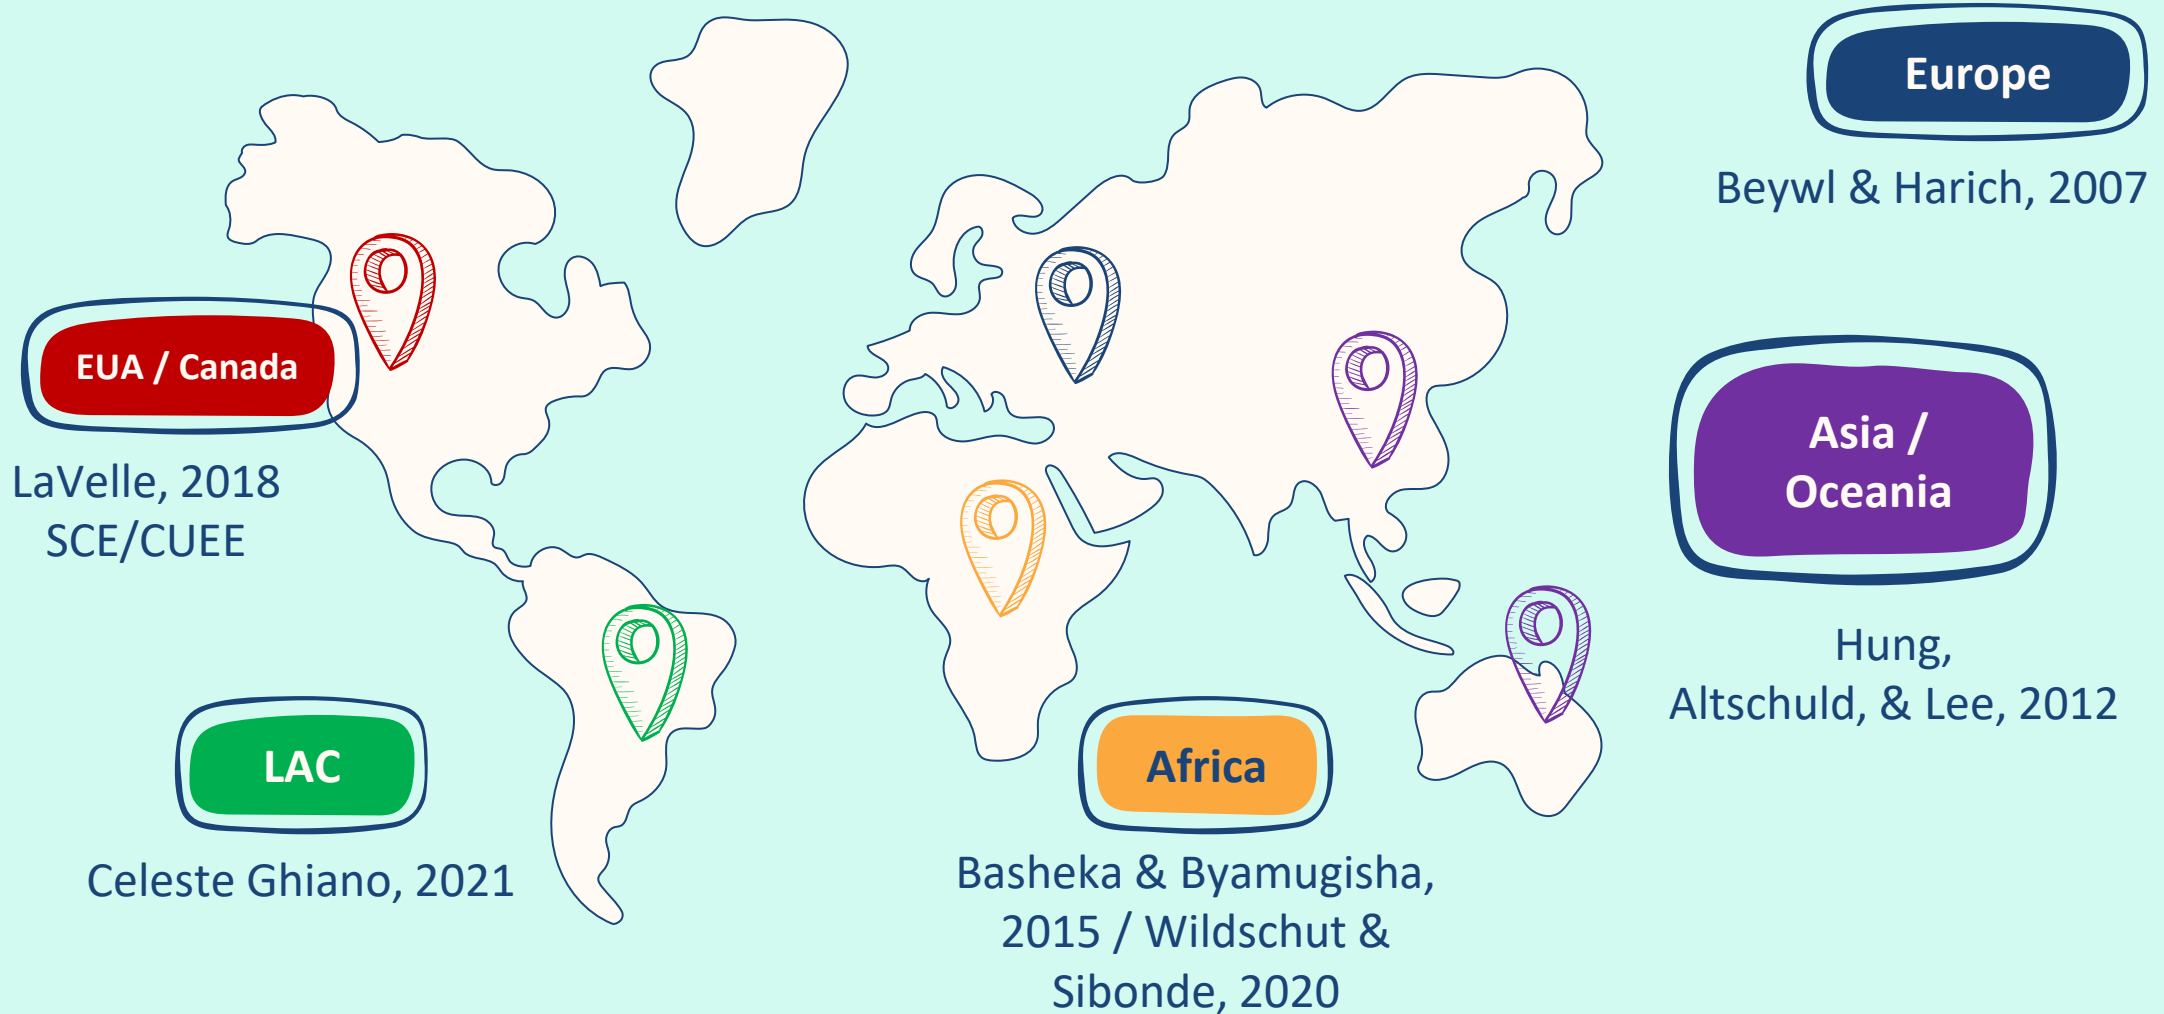 Europe
Beywl & Harich, 2007
EUA / Canada
LaVelle, 2018
SCE/CUEE
Asia /
Oceania
Hung,
Altschuld, & Lee, 2012
LAC
Celeste Ghiano, 2021
Africa
Basheka & Byamugisha,
2015 / Wildschut &
Sibonde, 2020